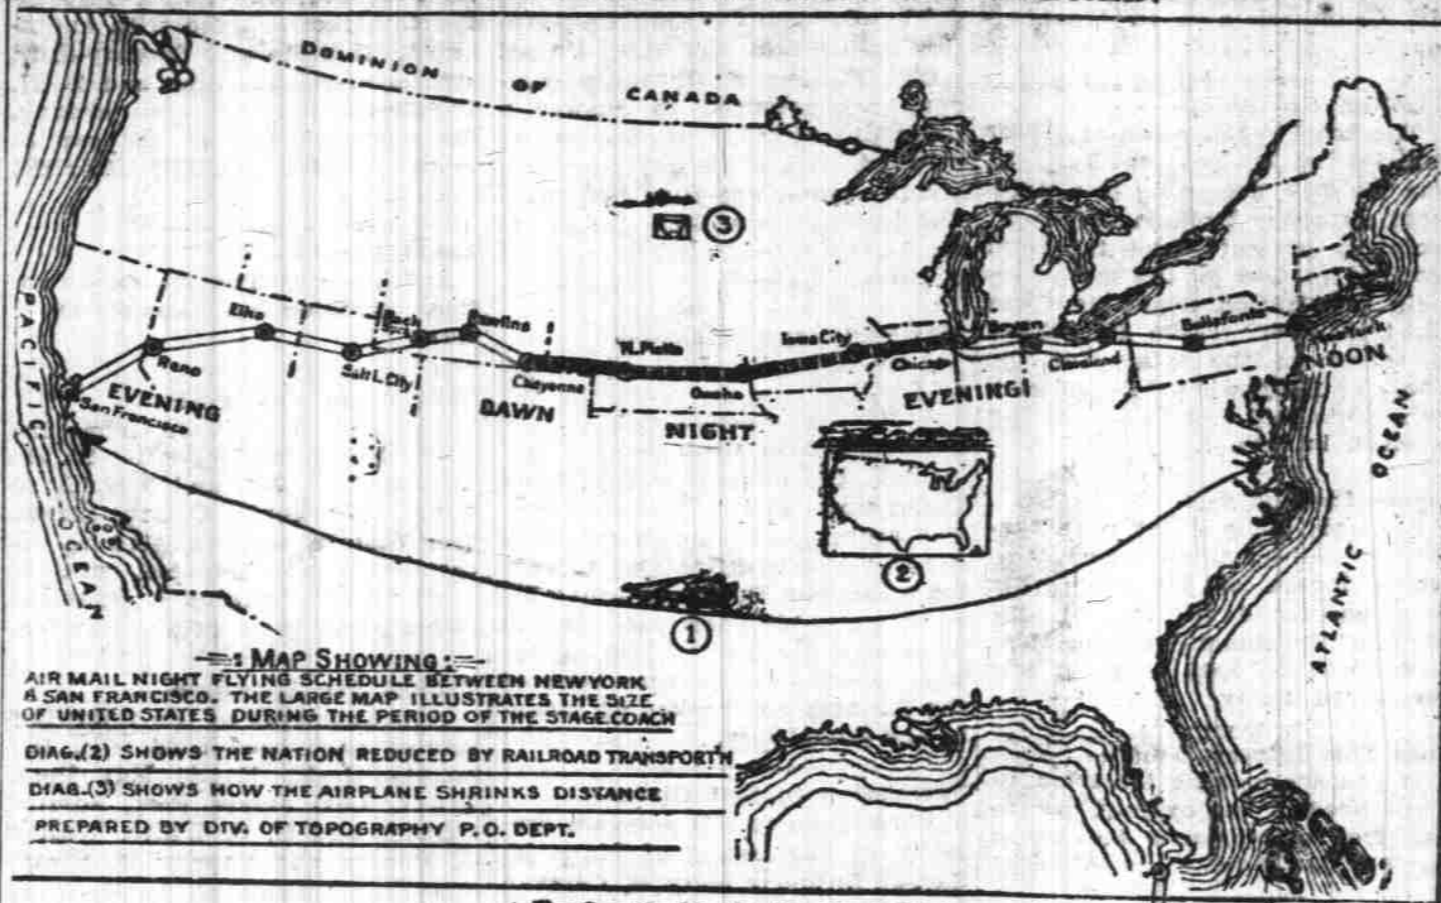 DOMINION OF CANADA
3
PACIFIC OCEAN
Elko
Rawlins
Reno
Salt L. City
Cheyenne
N. Platte
Omaha
Iowa City
Chicago
Bryan
Cleveland
Bellefonte
NOON
San Francisco
EVENING
DAWN
NIGHT
EVENING
ATLANTIC OCEAN
2
1
MAP SHOWING
AIR MAIL NIGHT FLYING SCHEDULE BETWEEN NEW YORK
& SAN FRANCISCO. THE LARGE MAP ILLUSTRATES THE SIZE
OF UNITED STATES DURING THE PERIOD OF THE STAGE COACH
DIAG.(2) SHOWS THE NATION REDUCED BY RAILROAD TRANSPORT'N
DIAG.(3) SHOWS HOW THE AIRPLANE SHRINKS DISTANCE
PREPARED BY DIV. OF TOPOGRAPHY P.O. DEPT.